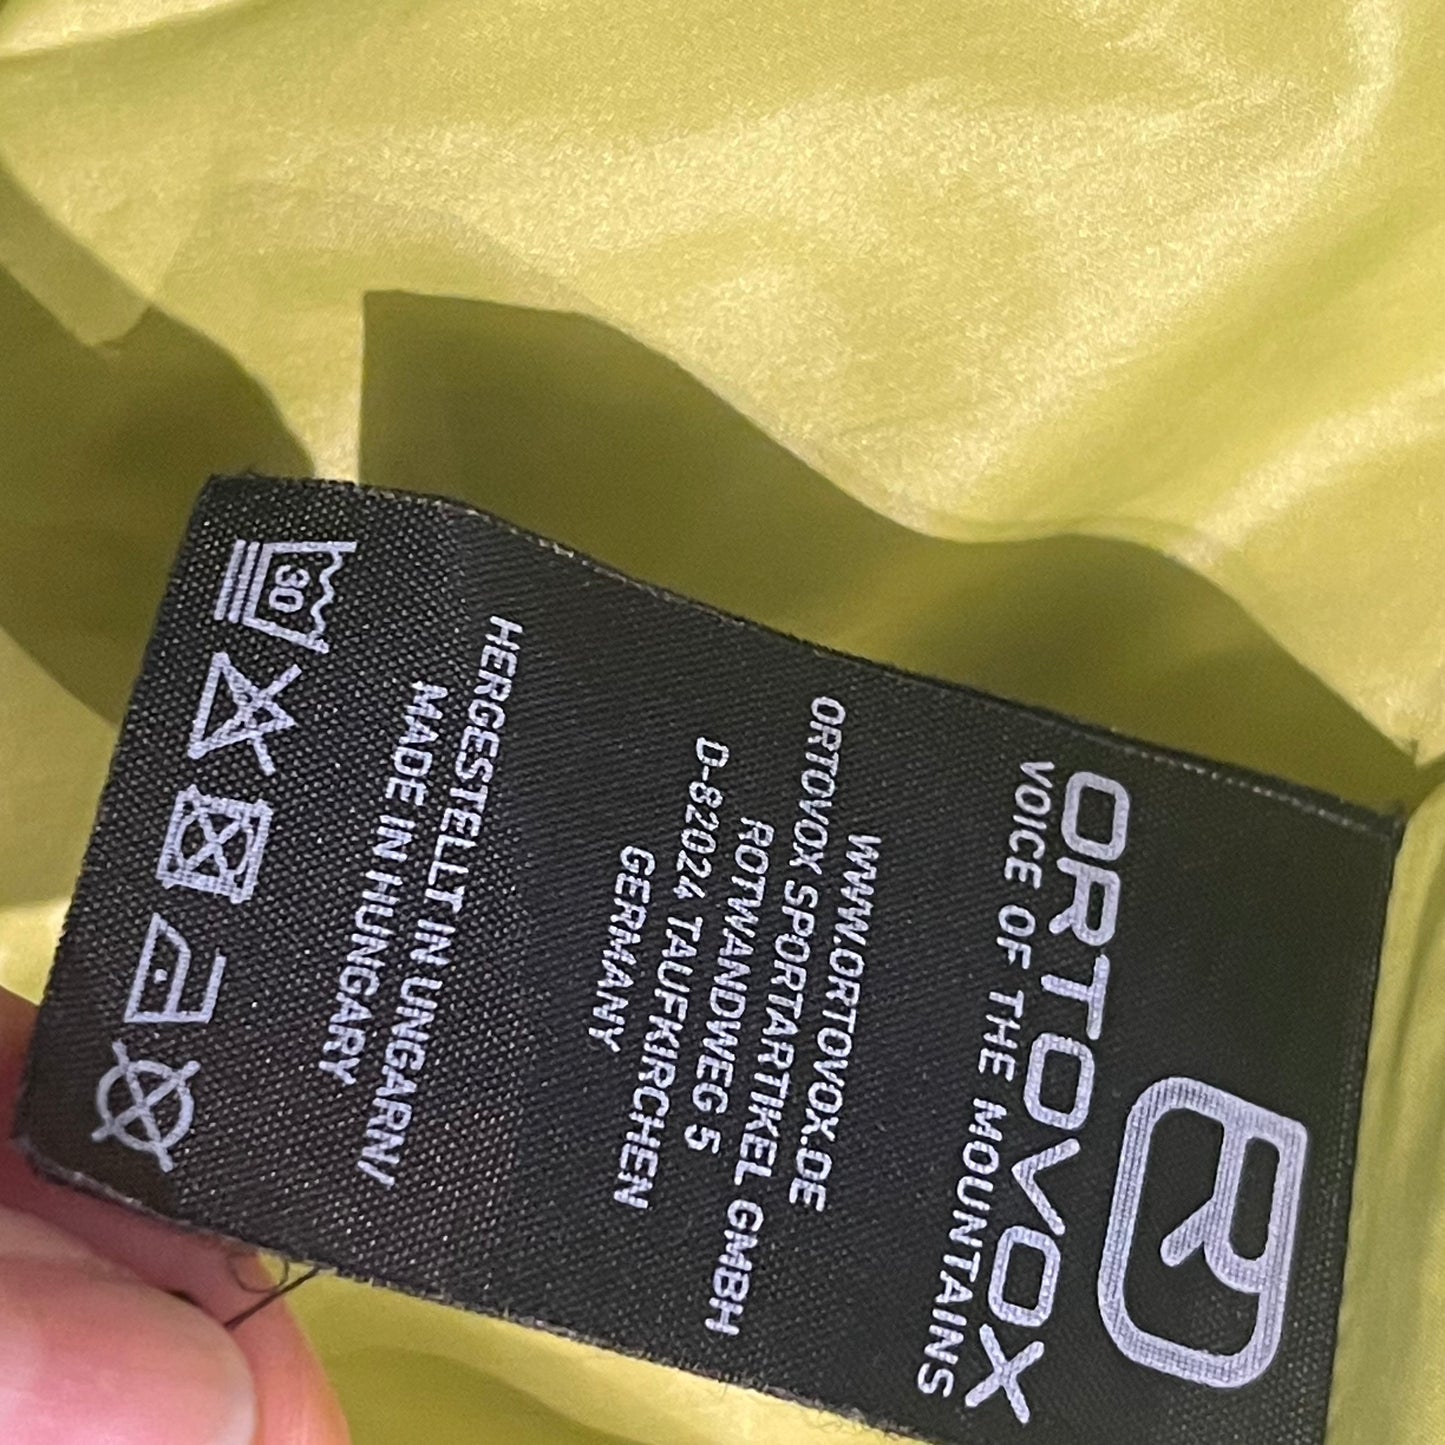 ORTOVOX
VOICE OF THE MOUNTAINS
WWW.ORTOVOX.DE
ORTOVOX SPORTARTIKEL GMBH
ROTWANDWEG 5
D-82024 TAUFKIRCHEN
GERMANY
HERGESTELLT IN UNGARN/
MADE IN HUNGARY
30